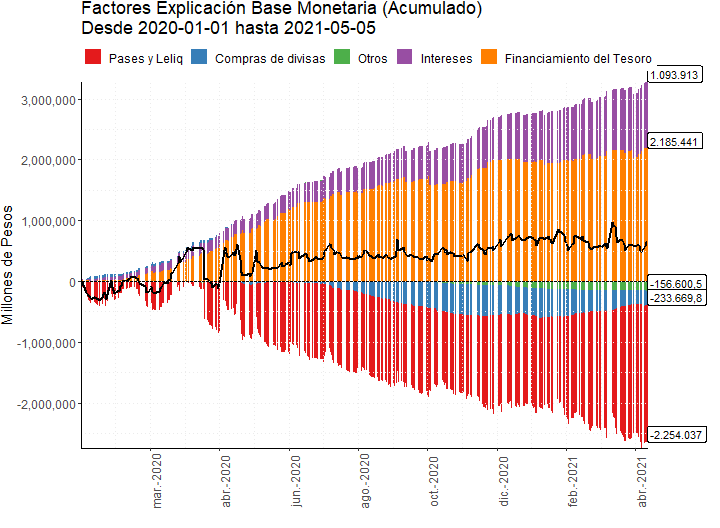 Factores Explicación Base Monetaria (Acumulado)
Desde 2020-01-01 hasta 2021-05-05
Pases y Leliq
Compras de divisas
Otros
Intereses
Financiamiento del Tesoro
1.093.913
3,000,000
2.185.441
2,000,000
1,000,000
Millones de Pesos
0
-156.600,5
-233.669,8
-1,000,000
-2,000,000
-2.254.037
mar.-2020
abr.-2020
jun.-2020
ago.-2020
oct.-2020
dic.-2020
feb.-2021
abr.-2021